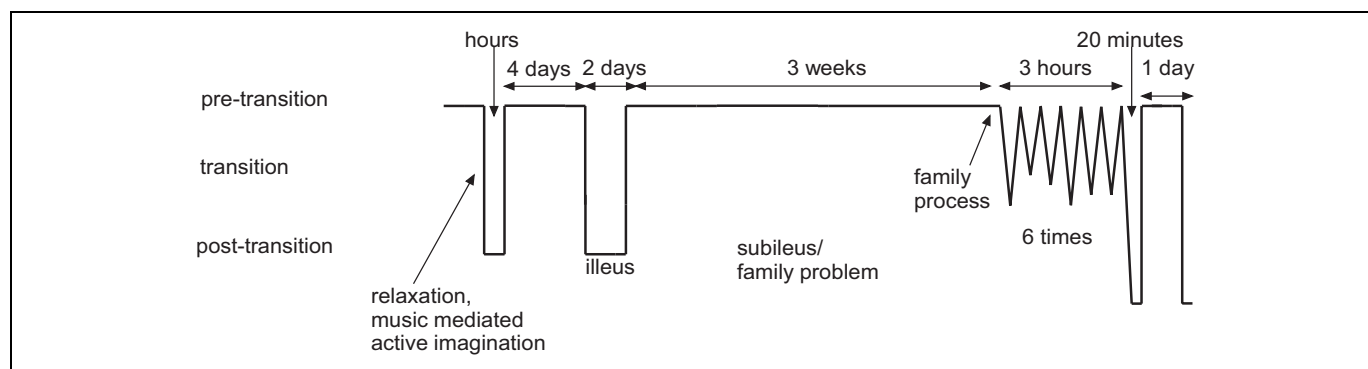 hours
20 minutes
4 days
2 days
3 weeks
3 hours
1 day
pre-transition
transition
family
process
post-transition
6 times
subileus/
family problem
illeus
relaxation,
music mediated
active imagination